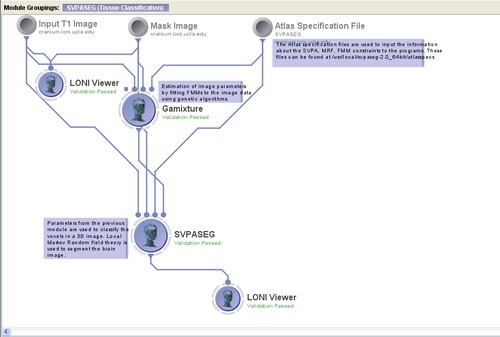 Module Groupings: SVPASEG (Tissue Classification)
Input T1 Image
cranium.loni.ucla.edu
Mask Image
cranium.loni.ucla.edu
Atlas Specification File
SVPASEG
The Atlas specification files are used to input the information
about the SVPA, MRF, FMM constraints to the programs. These
files can be found at /usr/local/svpaseg-2.0_64bit/atlasspecs.
LONI Viewer
Validation Passed
Estimation of image parameters
by fitting FMMs to the image data
using genetic algorithms.
Gamixture
Validation Passed
Parameters from the previous
module are used to classify the
voxels in a 3D image. Local
Markov Random field theory is
used to segment the brain
image.
SVPASEG
Validation Passed
LONI Viewer
Validation Passed